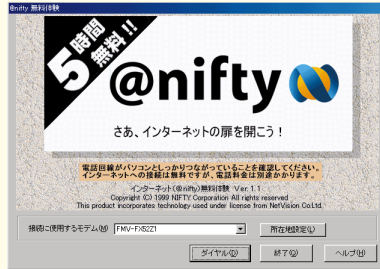 @nifty 無料体験
5時間
無料!!
@nifty
さあ、インターネットの扉を開こう！
電話回線がパソコンとしっかりつながっていることを確認してください。
インターネットへの接続は無料ですが、電話料金は別途かかります。
インターネット(@nifty)無料体験 Ver.1.1
Copyright (C) 1999 NIFTY Corporation All rights reserved
This product incorporates technology used under license from NetVision Co.Ltd.
接続に使用するモデム(M) FMV-FX52Z1 所在地設定(L)
ダイヤル(D) 終了(Q) ヘルプ(H)